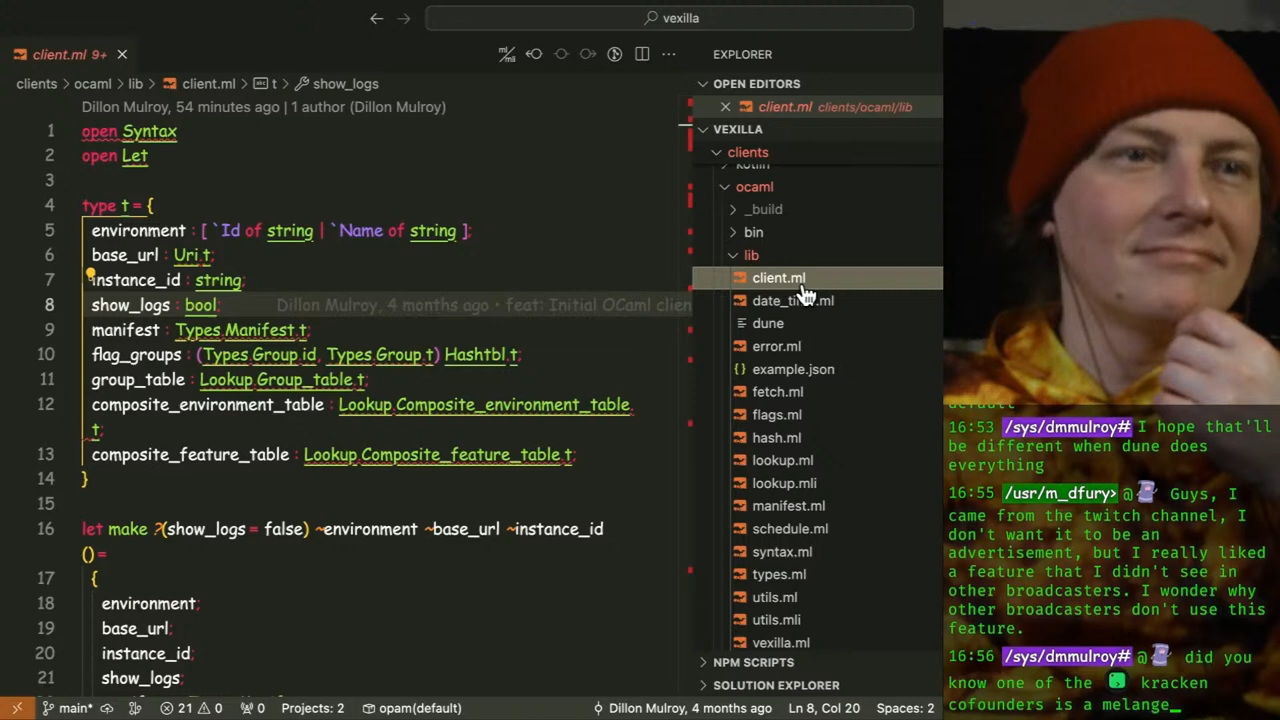 vexilla
client.ml 9+
clients ocaml lib client.ml t show_logs
Dillon Mulroy, 54 minutes ago | 1 author (Dillon Mulroy)
1 open Syntax
2 open Let
3
4 type t = {
5 environment : [ `Id of string | `Name of string ];
6 base_url : Uri.t;
7 instance_id : string;
8 show_logs : bool; Dillon Mulroy, 4 months ago • feat: Initial OCaml clien
9 manifest : Types.Manifest.t;
10 flag_groups : (Types.Group.id, Types.Group.t) Hashtbl.t;
11 group_table : Lookup.Group_table.t;
12 composite_environment_table : Lookup.Composite_environment_table.
t;
13 composite_feature_table : Lookup.Composite_feature_table.t;
14 }
15
16 let make ?(show_logs = false) ~environment ~base_url ~instance_id
() =
17 {
18 environment;
19 base_url;
20 instance_id;
21 show_logs;
main* 21 0 0 Projects: 2 opam(default) Dillon Mulroy, 54 minutes ago Ln 8, Col 20 Spaces: 2
EXPLORER
OPEN EDITORS
client.ml clients/ocaml/lib
VEXILLA
clients
kotlin
ocaml
_build
bin
lib
client.ml
dune
error.ml
example.json
fetch.ml
flags.ml
hash.ml
lookup.ml
lookup.mli
manifest.ml
schedule.ml
syntax.ml
types.ml
utils.ml
utils.mli
vexilla.ml
NPM SCRIPTS
SOLUTION EXPLORER
default
16:53 /sys/dmmulroy# I hope that'll
be different when dune does
everything
16:55 /usr/m_dfury> @ Guys, I
came from the twitch channel, I
don't want it to be an
advertisement, but I really liked
a feature that I didn't see in
other broadcasters. I wonder why
other broadcasters don't use this
feature.
16:56 /sys/dmmulroy# @ did you
know one of the kracken
cofounders is a melange_